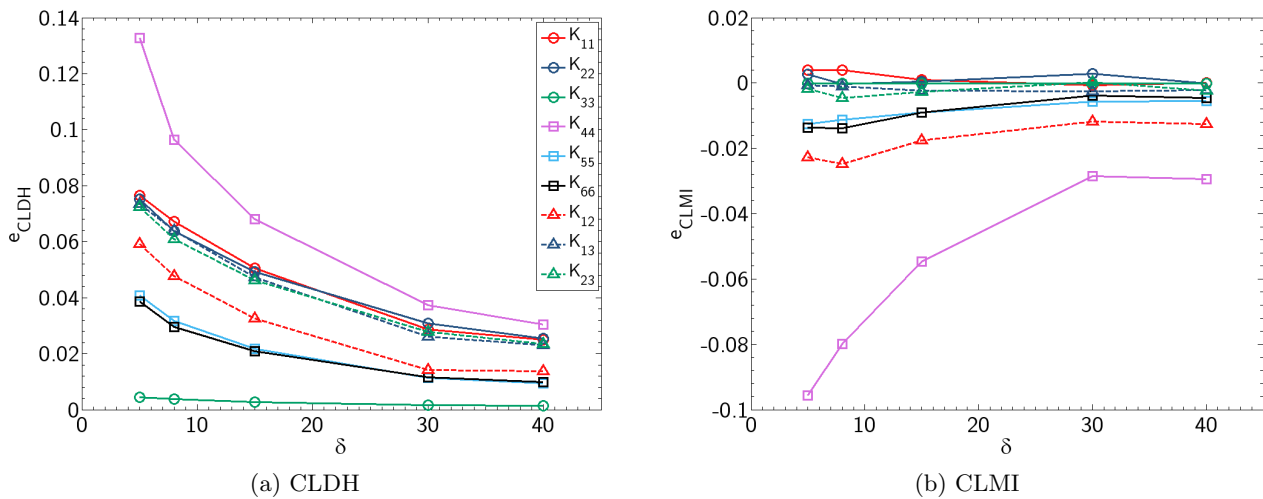 0.14
0.12
0.1
0.08
0.06
0.04
0.02
0
e_CLDH
0 10 20 30 40
δ
K_11
K_22
K_33
K_44
K_55
K_66
K_12
K_13
K_23
(a) CLDH
0.02
0
-0.02
-0.04
-0.06
-0.08
-0.1
e_CLMI
0 10 20 30 40
δ
(b) CLMI